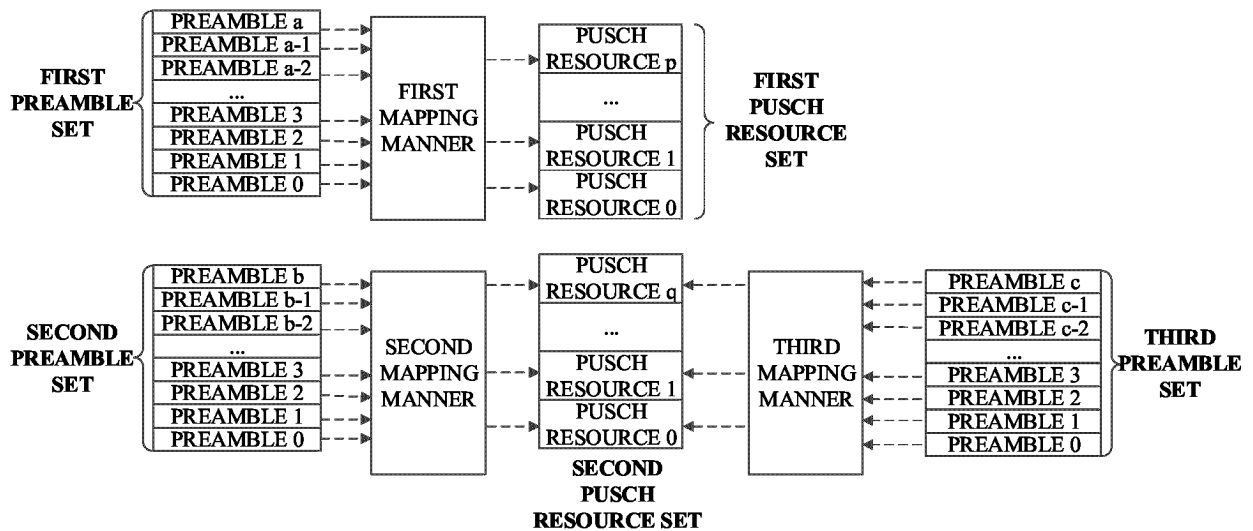 FIRST
PREAMBLE
SET
PREAMBLE a
PREAMBLE a-1
PREAMBLE a-2
...
PREAMBLE 3
PREAMBLE 2
PREAMBLE 1
PREAMBLE 0
FIRST
MAPPING
MANNER
PUSCH
RESOURCE p
...
PUSCH
RESOURCE 1
PUSCH
RESOURCE 0
FIRST
PUSCH
RESOURCE
SET
SECOND
PREAMBLE
SET
PREAMBLE b
PREAMBLE b-1
PREAMBLE b-2
...
PREAMBLE 3
PREAMBLE 2
PREAMBLE 1
PREAMBLE 0
SECOND
MAPPING
MANNER
PUSCH
RESOURCE q
...
PUSCH
RESOURCE 1
PUSCH
RESOURCE 0
SECOND
PUSCH
RESOURCE SET
THIRD
MAPPING
MANNER
PREAMBLE c
PREAMBLE c-1
PREAMBLE c-2
...
PREAMBLE 3
PREAMBLE 2
PREAMBLE 1
PREAMBLE 0
THIRD
PREAMBLE
SET